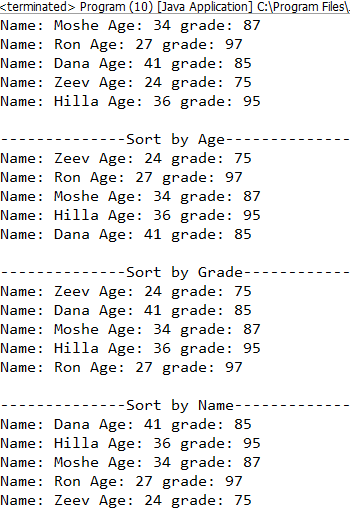 <terminated> Program (10) [Java Application] C:\Program Files\
Name: Moshe Age: 34 grade: 87
Name: Ron Age: 27 grade: 97
Name: Dana Age: 41 grade: 85
Name: Zeev Age: 24 grade: 75
Name: Hilla Age: 36 grade: 95
--------------Sort by Age--------------
Name: Zeev Age: 24 grade: 75
Name: Ron Age: 27 grade: 97
Name: Moshe Age: 34 grade: 87
Name: Hilla Age: 36 grade: 95
Name: Dana Age: 41 grade: 85
--------------Sort by Grade------------
Name: Zeev Age: 24 grade: 75
Name: Dana Age: 41 grade: 85
Name: Moshe Age: 34 grade: 87
Name: Hilla Age: 36 grade: 95
Name: Ron Age: 27 grade: 97
--------------Sort by Name-------------
Name: Dana Age: 41 grade: 85
Name: Hilla Age: 36 grade: 95
Name: Moshe Age: 34 grade: 87
Name: Ron Age: 27 grade: 97
Name: Zeev Age: 24 grade: 75